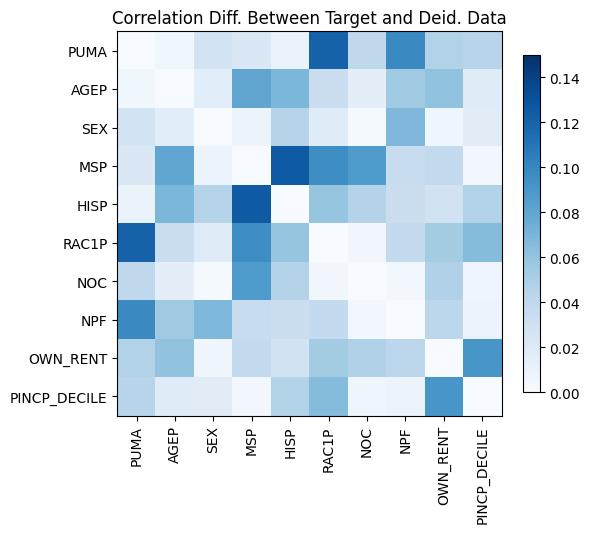 Correlation Diff. Between Target and Deid. Data
PUMA
AGEP
SEX
MSP
HISP
RAC1P
NOC
NPF
OWN_RENT
PINCP_DECILE
PUMA
AGEP
SEX
MSP
HISP
RAC1P
NOC
NPF
OWN_RENT
PINCP_DECILE
0.14
0.12
0.10
0.08
0.06
0.04
0.02
0.00